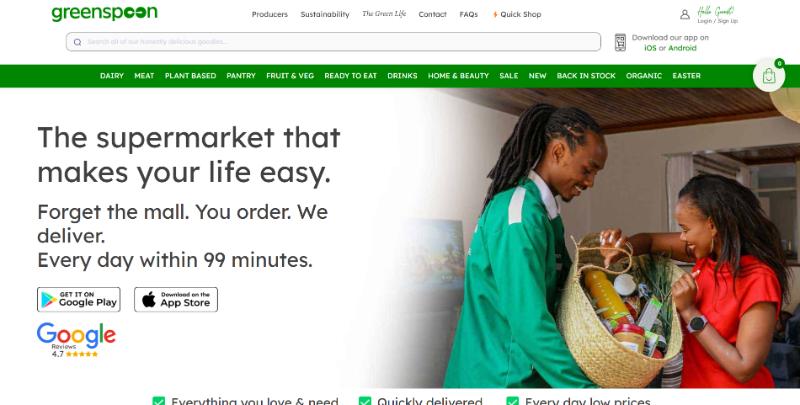 greenspoon
Producers Sustainability The Green Life Contact FAQs Quick Shop
Hello Guest!
Login / Sign Up
Search all of our honestly delicious goodies...
Download our app on
iOS or Android
0
DAIRY MEAT PLANT BASED PANTRY FRUIT & VEG READY TO EAT DRINKS HOME & BEAUTY SALE NEW BACK IN STOCK ORGANIC EASTER
The supermarket that
makes your life easy.
Forget the mall. You order. We
deliver.
Every day within 99 minutes.
GET IT ON
Google Play
Download on the
App Store
Google
Reviews
4.7
Everything you love & need Quickly delivered Every day low prices